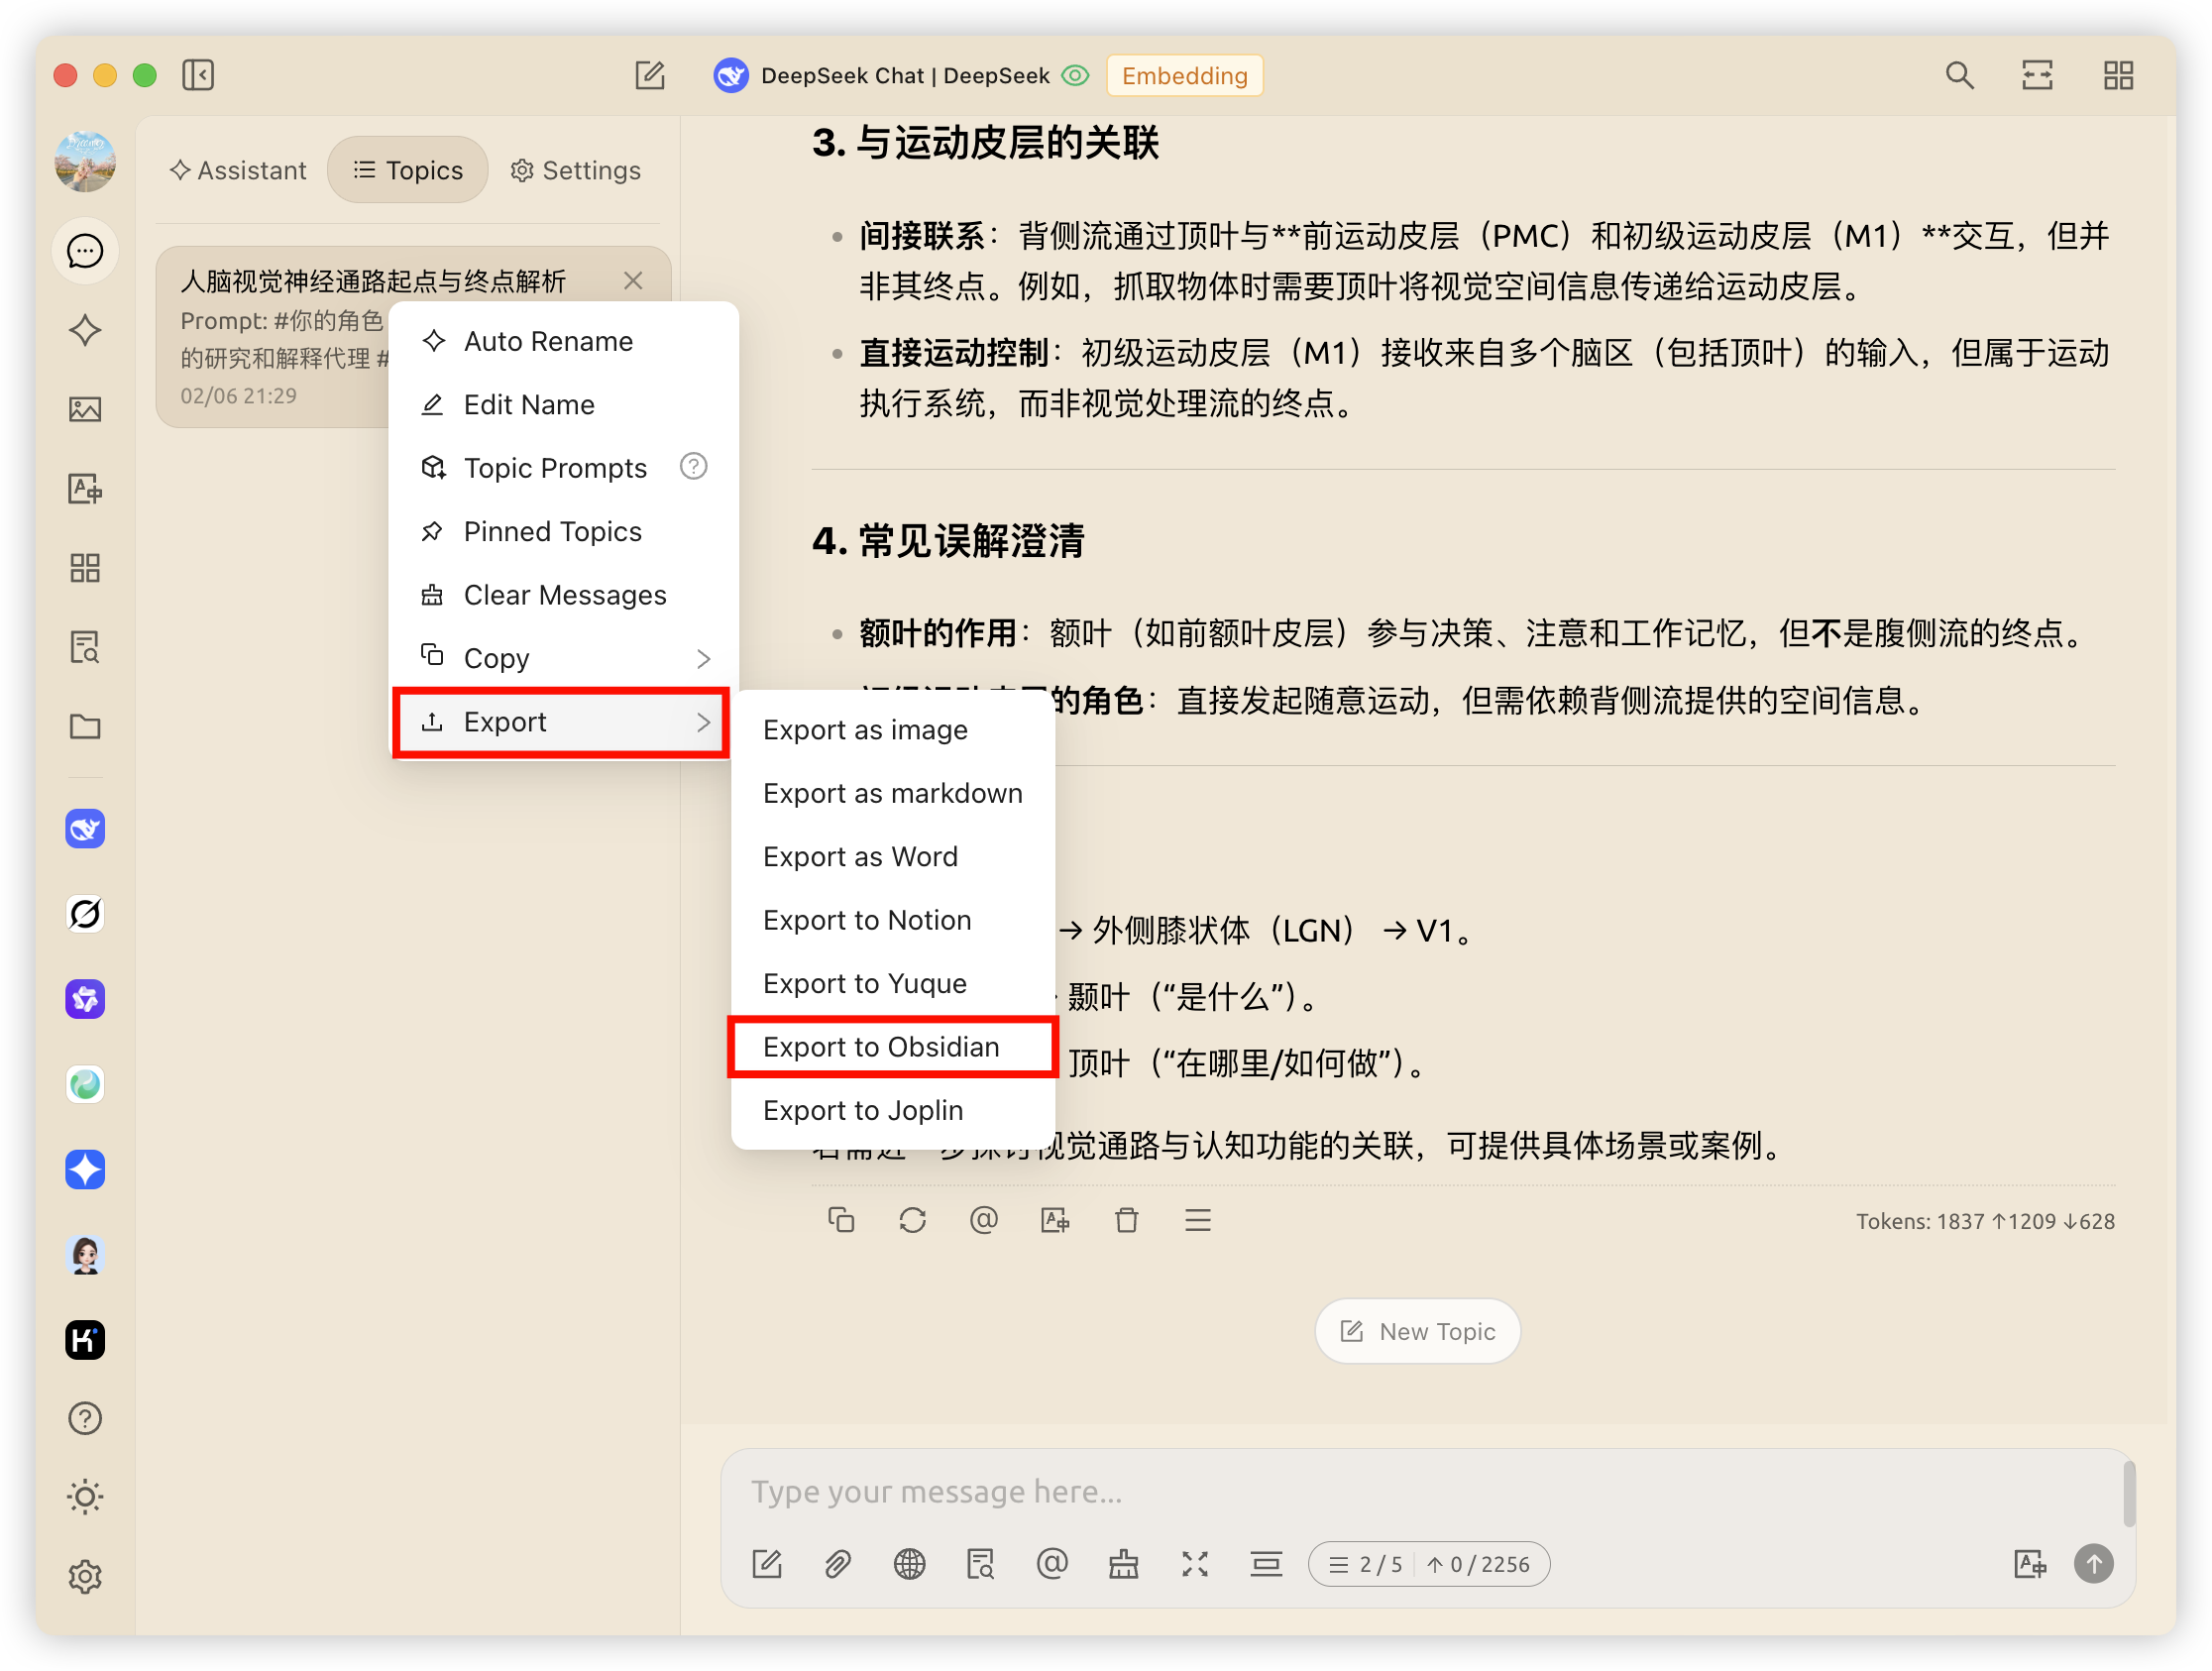 DeepSeek Chat | DeepSeek
Embedding
Assistant
Topics
Settings
人脑视觉神经通路起点与终点解析
Prompt: #你的角色
的研究和解释代理 #
02/06 21:29
Auto Rename
Edit Name
Topic Prompts
Pinned Topics
Clear Messages
Copy
Export
Export as image
Export as markdown
Export as Word
Export to Notion
Export to Yuque
Export to Obsidian
Export to Joplin
3. 与运动皮层的关联
• 间接联系：背侧流通过顶叶与**前运动皮层（PMC）和初级运动皮层（M1）**交互，但并
非其终点。例如，抓取物体时需要顶叶将视觉空间信息传递给运动皮层。
• 直接运动控制：初级运动皮层（M1）接收来自多个脑区（包括顶叶）的输入，但属于运动
执行系统，而非视觉处理流的终点。
4. 常见误解澄清
• 额叶的作用：额叶（如前额叶皮层）参与决策、注意和工作记忆，但不是腹侧流的终点。
的角色：直接发起随意运动，但需依赖背侧流提供的空间信息。
→ 外侧膝状体（LGN） → V1。
颞叶（“是什么”）。
顶叶（“在哪里/如何做”）。
视觉通路与认知功能的关联，可提供具体场景或案例。
Tokens: 1837 ↑1209 ↓628
New Topic
Type your message here...
2 / 5 ↑ 0 / 2256